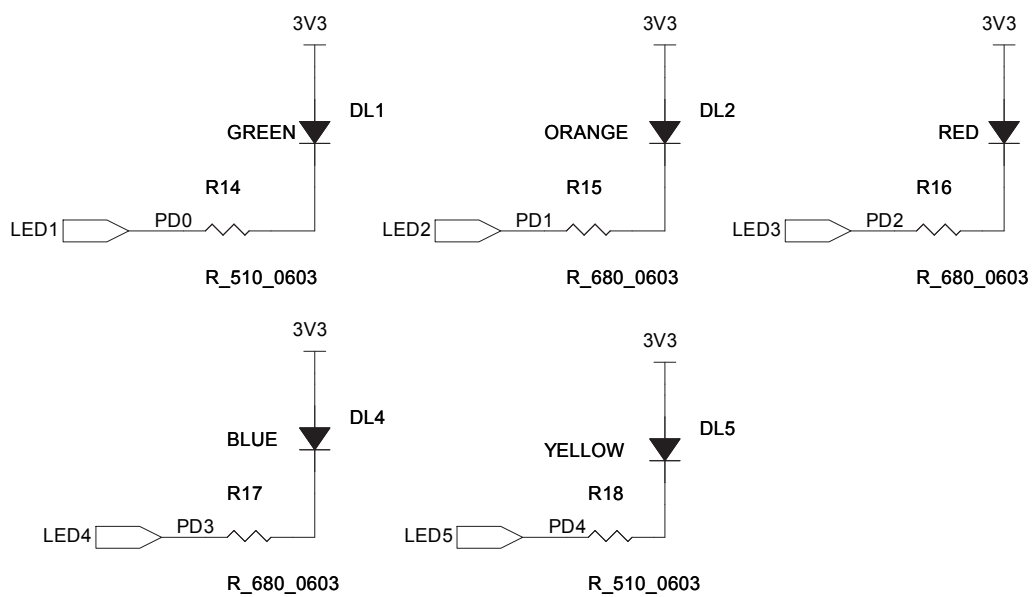 3V3 3V3 3V3
DL1 DL2
GREEN ORANGE RED
R14 R15 R16
LED1 PD0 LED2 PD1 LED3 PD2
R_510_0603 R_680_0603 R_680_0603
3V3 3V3
DL4 DL5
BLUE YELLOW
R17 R18
LED4 PD3 LED5 PD4
R_680_0603 R_510_0603